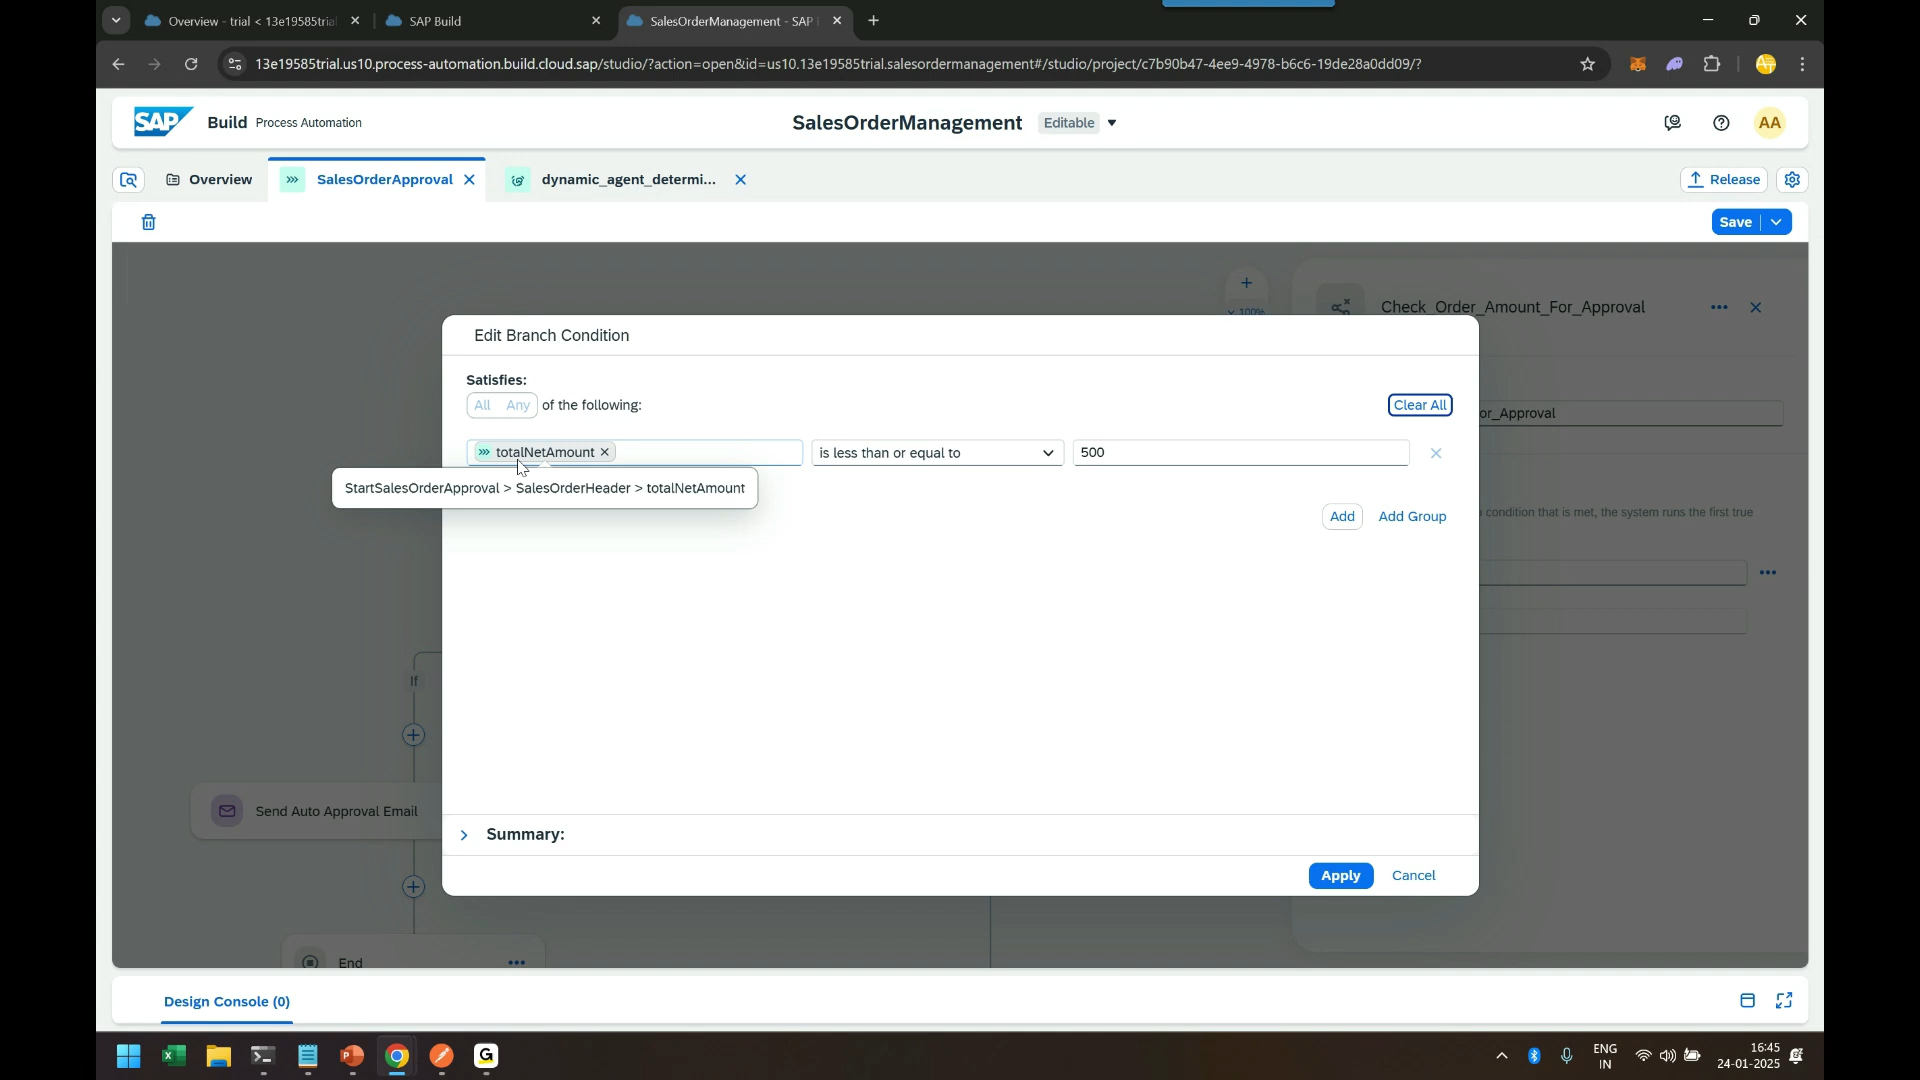 Overview - trial < 13e19585tria
SAP Build
SalesOrderManagement - SAP
13e19585trial.us10.process-automation.build.cloud.sap/studio/?action=open&id=us10.13e19585trial.salesordermanagement#/studio/project/c7b90b47-4ee9-4978-b6c6-19de28a0dd09/?
SAP Build Process Automation
SalesOrderManagement Editable
AA
Overview
SalesOrderApproval
dynamic_agent_determi...
Release
Save
100%
Check_Order_Amount_For_Approval
Edit Branch Condition
Satisfies:
All Any of the following:
Clear All
or_Approval
totalNetAmount
is less than or equal to
500
StartSalesOrderApproval > SalesOrderHeader > totalNetAmount
Add
Add Group
condition that is met, the system runs the first true
If
Send Auto Approval Email
Summary:
Apply
Cancel
End
Design Console (0)
ENG
IN
16:45
24-01-2025